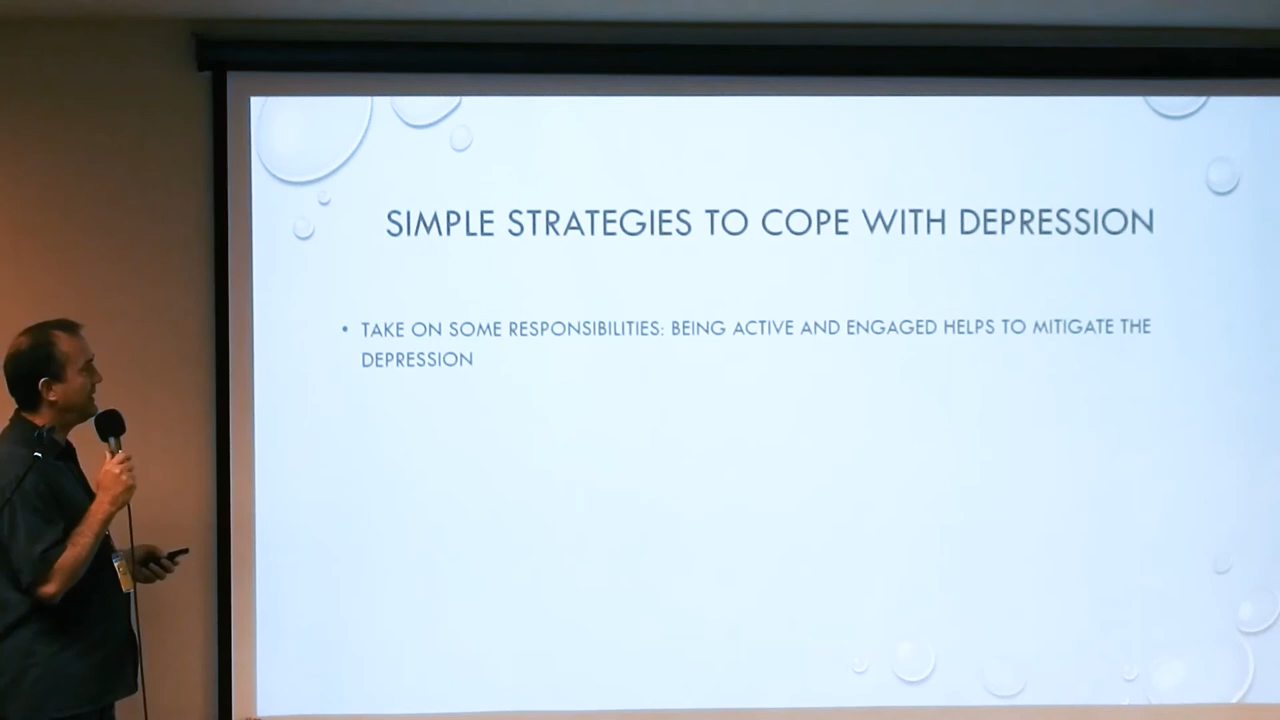 SIMPLE STRATEGIES TO COPE WITH DEPRESSION
• TAKE ON SOME RESPONSIBILITIES: BEING ACTIVE AND ENGAGED HELPS TO MITIGATE THE
DEPRESSION